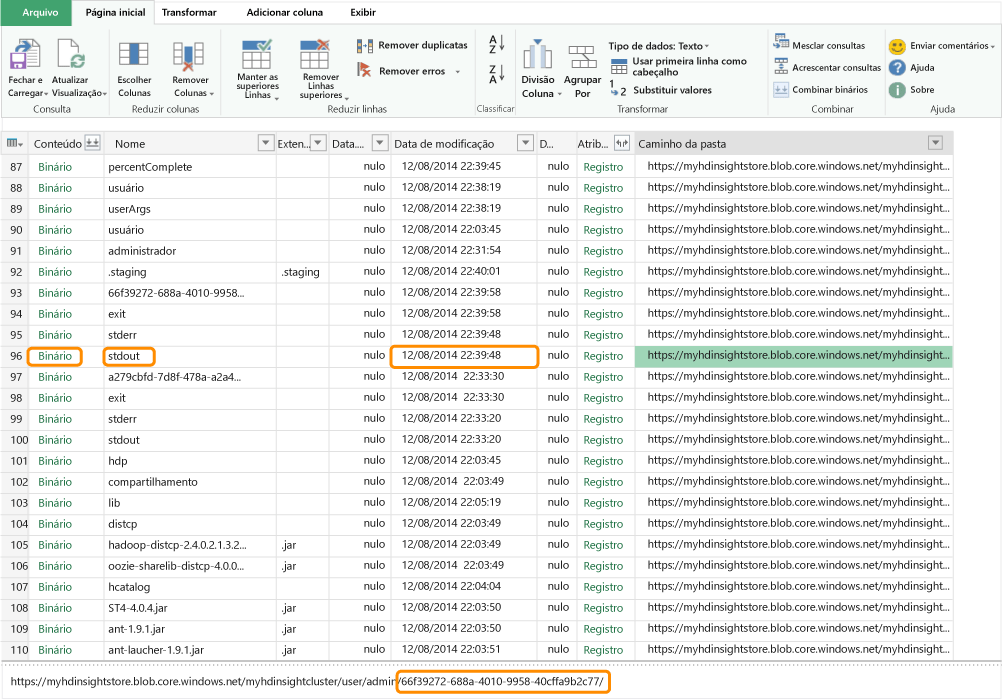 Arquivo Página inicial Transformar Adicionar coluna Exibir
Fechar e Carregar Atualizar Visualização
Consulta
Escolher Colunas Remover Colunas
Reduzir colunas
Manter as superiores Linhas Remover Linhas superiores Remover duplicatas Remover erros
Reduzir linhas
A Z Z A
Classificar
Divisão Coluna Agrupar Por Tipo de dados: Texto Usar primeira linha como cabeçalho 1 2 Substituir valores
Transformar
Mesclar consultas Acrescentar consultas Combinar binários
Combinar
Enviar comentários Ajuda Sobre
Ajuda
Conteúdo Nome Exten... Data.... Data de modificação D... Atrib... Caminho da pasta
87 Binário percentComplete nulo 12/08/2014 22:39:45 nulo Registro https://myhdinsightstore.blob.core.windows.net/myhdinsight...
88 Binário usuário nulo 12/08/2014 22:38:19 nulo Registro https://myhdinsightstore.blob.core.windows.net/myhdinsight...
89 Binário userArgs nulo 12/08/2014 22:38:19 nulo Registro https://myhdinsightstore.blob.core.windows.net/myhdinsight...
90 Binário usuário nulo 12/08/2014 22:03:45 nulo Registro https://myhdinsightstore.blob.core.windows.net/myhdinsight...
91 Binário administrador nulo 12/08/2014 22:31:54 nulo Registro https://myhdinsightstore.blob.core.windows.net/myhdinsight...
92 Binário .staging .staging nulo 12/08/2014 22:40:01 nulo Registro https://myhdinsightstore.blob.core.windows.net/myhdinsight...
93 Binário 66f39272-688a-4010-9958... nulo 12/08/2014 22:39:58 nulo Registro https://myhdinsightstore.blob.core.windows.net/myhdinsight...
94 Binário exit nulo 12/08/2014 22:39:58 nulo Registro https://myhdinsightstore.blob.core.windows.net/myhdinsight...
95 Binário stderr nulo 12/08/2014 22:39:48 nulo Registro https://myhdinsightstore.blob.core.windows.net/myhdinsight...
96 Binário stdout nulo 12/08/2014 22:39:48 nulo Registro https://myhdinsightstore.blob.core.windows.net/myhdinsight...
97 Binário a279cbfd-7d8f-478a-a2a4... nulo 12/08/2014 22:33:30 nulo Registro https://myhdinsightstore.blob.core.windows.net/myhdinsight...
98 Binário exit nulo 12/08/2014 22:33:30 nulo Registro https://myhdinsightstore.blob.core.windows.net/myhdinsight...
99 Binário stderr nulo 12/08/2014 22:33:20 nulo Registro https://myhdinsightstore.blob.core.windows.net/myhdinsight...
100 Binário stdout nulo 12/08/2014 22:33:20 nulo Registro https://myhdinsightstore.blob.core.windows.net/myhdinsight...
101 Binário hdp nulo 12/08/2014 22:03:45 nulo Registro https://myhdinsightstore.blob.core.windows.net/myhdinsight...
102 Binário compartilhamento nulo 12/08/2014 22:03:49 nulo Registro https://myhdinsightstore.blob.core.windows.net/myhdinsight...
103 Binário lib nulo 12/08/2014 22:05:19 nulo Registro https://myhdinsightstore.blob.core.windows.net/myhdinsight...
104 Binário distcp nulo 12/08/2014 22:03:49 nulo Registro https://myhdinsightstore.blob.core.windows.net/myhdinsight...
105 Binário hadoop-distcp-2.4.0.2.1.3.2... .jar nulo 12/08/2014 22:03:49 nulo Registro https://myhdinsightstore.blob.core.windows.net/myhdinsight...
106 Binário oozie-sharelib-distcp-4.0.0... .jar nulo 12/08/2014 22:03:49 nulo Registro https://myhdinsightstore.blob.core.windows.net/myhdinsight...
107 Binário hcatalog nulo 12/08/2014 22:04:04 nulo Registro https://myhdinsightstore.blob.core.windows.net/myhdinsight...
108 Binário ST4-4.0.4.jar .jar nulo 12/08/2014 22:03:50 nulo Registro https://myhdinsightstore.blob.core.windows.net/myhdinsight...
109 Binário ant-1.9.1.jar .jar nulo 12/08/2014 22:03:50 nulo Registro https://myhdinsightstore.blob.core.windows.net/myhdinsight...
110 Binário ant-laucher-1.9.1.jar .jar nulo 12/08/2014 22:03:51 nulo Registro https://myhdinsightstore.blob.core.windows.net/myhdinsight...
https://myhdinsightstore.blob.core.windows.net/myhdinsightcluster/user/admin/66f39272-688a-4010-9958-40cffa9b2c77/